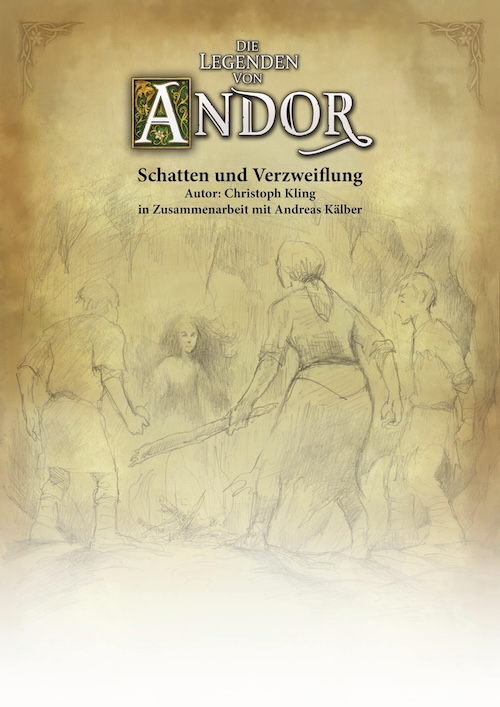 DIE
LEGENDEN
VON
ANDOR
Schatten und Verzweiflung
Autor: Christoph Kling
in Zusammenarbeit mit Andreas Kälber